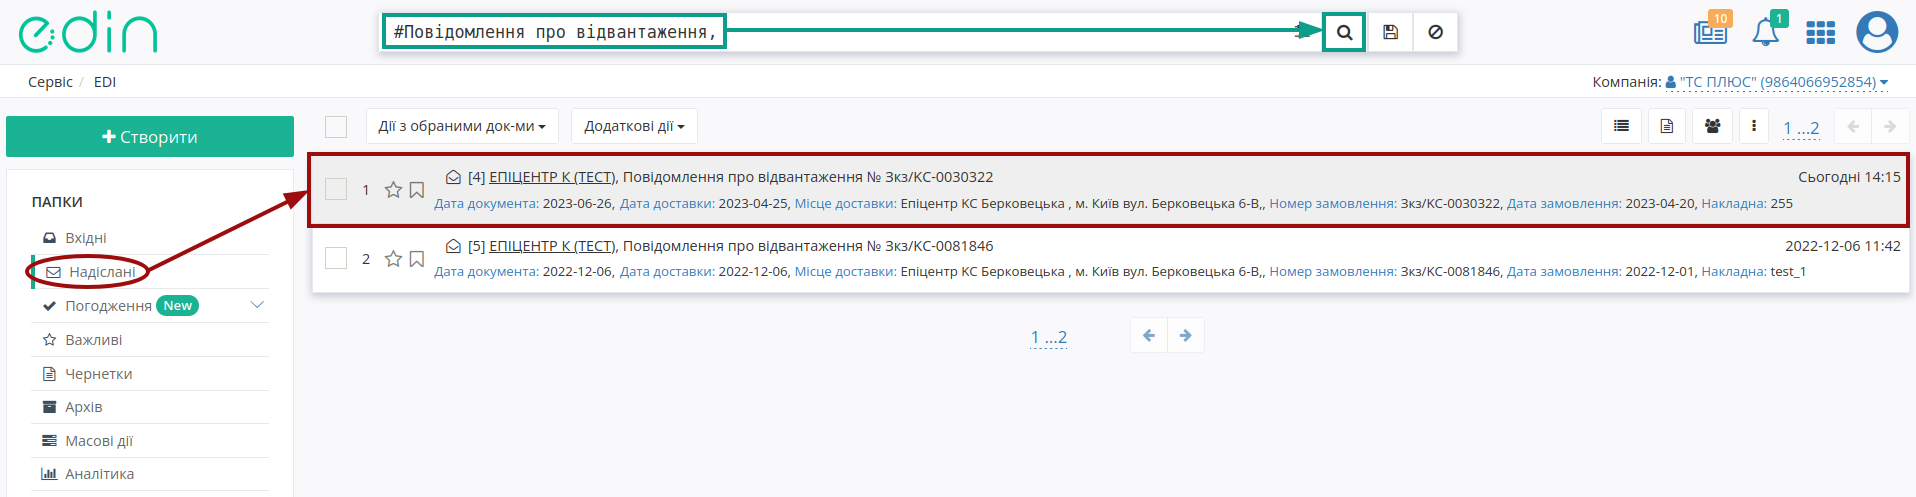 edin
#Повідомлення про відвантаження,
10
1
Сервіс / EDI
Компанія: "ТС ПЛЮС" (9864066952854)
Створити
Дії з обраними док-ми
Додаткові дії
1 ...2
ПАПКИ
Вхідні
Надіслані
Погодження New
Важливі
Чернетки
Архів
Масові дії
Аналітика
1 [4] ЕПІЦЕНТР К (ТЕСТ), Повідомлення про відвантаження № Зкз/КС-0030322 Сьогодні 14:15
Дата документа: 2023-06-26, Дата доставки: 2023-04-25, Місце доставки: Епіцентр КС Берковецька , м. Київ вул. Берковецька 6-В,, Номер замовлення: Зкз/КС-0030322, Дата замовлення: 2023-04-20, Накладна: 255
2 [5] ЕПІЦЕНТР К (ТЕСТ), Повідомлення про відвантаження № Зкз/КС-0081846 2022-12-06 11:42
Дата документа: 2022-12-06, Дата доставки: 2022-12-06, Місце доставки: Епіцентр КС Берковецька , м. Київ вул. Берковецька 6-В,, Номер замовлення: Зкз/КС-0081846, Дата замовлення: 2022-12-01, Накладна: test_1
1 ...2